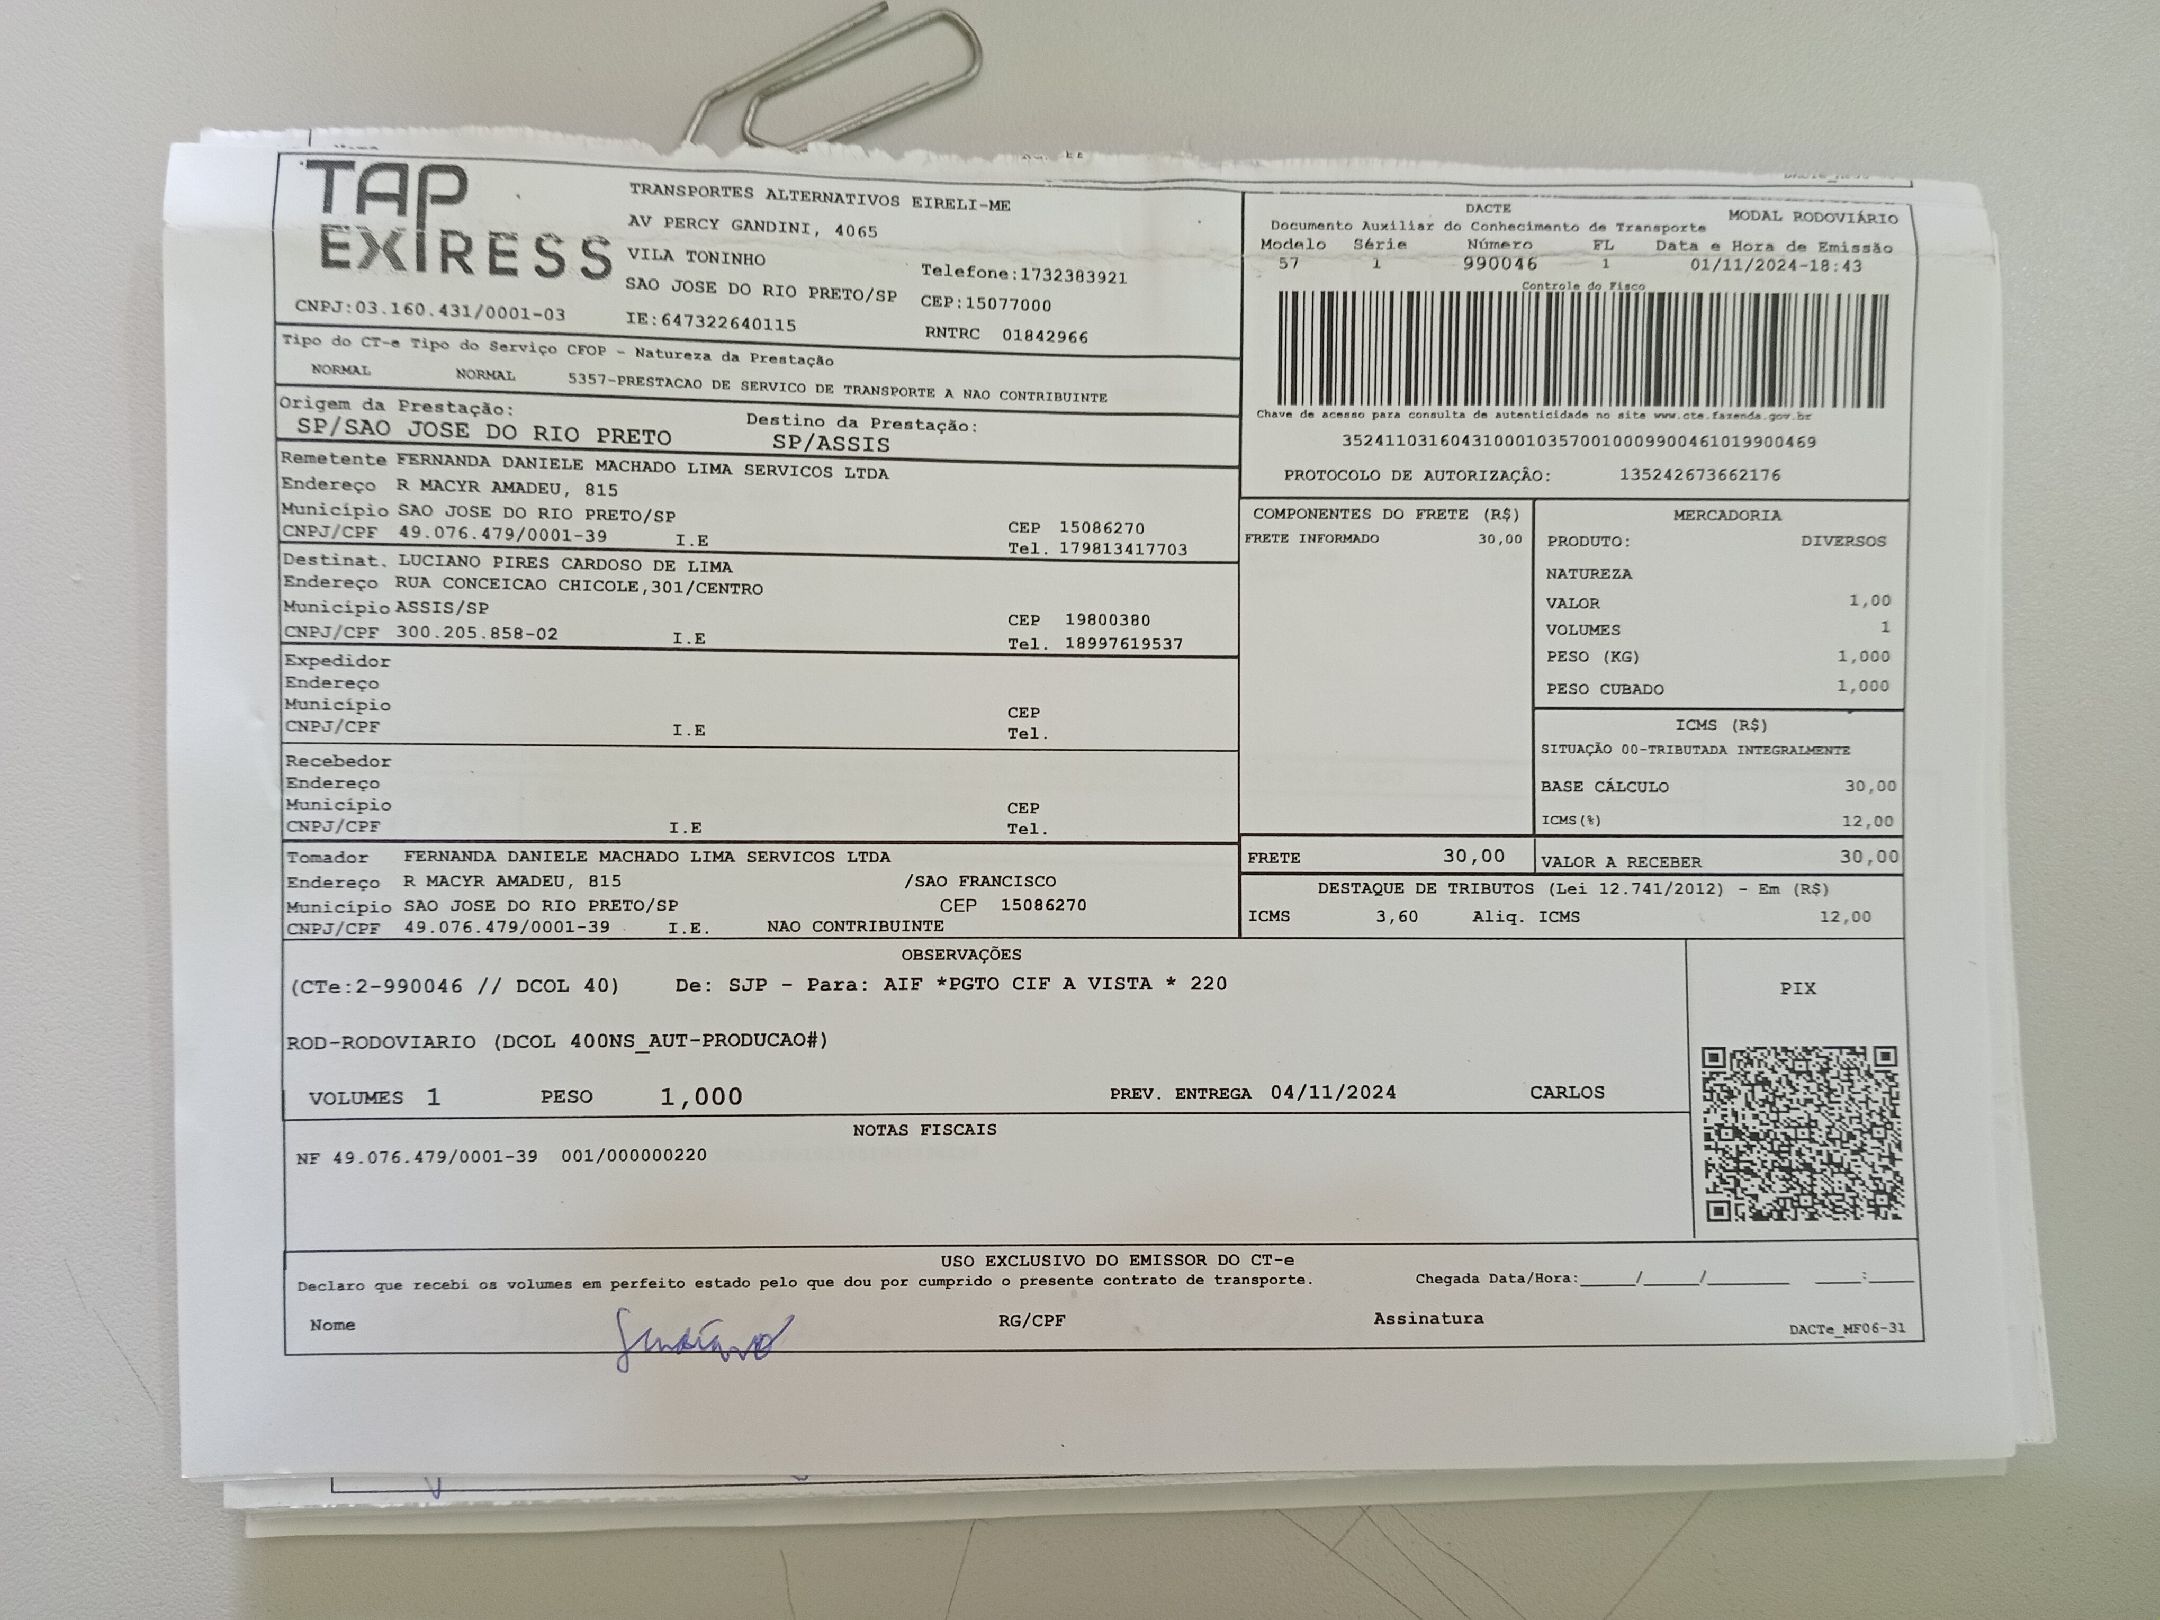 TAP
EXIRESS
CNPJ:03.160.431/0001-03
TRANSPORTES ALTERNATIVOS EIRELI-ME
AV PERCY GANDINI, 4065
VILA TONINHO
SAO JOSE DO RIO PRETO/SP
IE:647322640115
Telefone:1732383921
CEP:15077000
RNTRC 01842966
DACTE MODAL RODOVIÁRIO
Documento Auxiliar do Conhecimento de Transporte
Modelo Série Número FL Data e Hora de Emissão
57 1 990046 1 01/11/2024-18:43
Controle do Fisco
Chave de acesso para consulta de autenticidade no site www.cte.fazenda.gov.br
35241103160431000103570010009900461019900469
PROTOCOLO DE AUTORIZAÇÃO: 135242673662176
Tipo do CT-e Tipo do Serviço CFOP - Natureza da Prestação
NORMAL NORMAL 5357-PRESTACAO DE SERVICO DE TRANSPORTE A NAO CONTRIBUINTE
Origem da Prestação: Destino da Prestação:
SP/SAO JOSE DO RIO PRETO SP/ASSIS
Remetente FERNANDA DANIELE MACHADO LIMA SERVICOS LTDA
Endereço R MACYR AMADEU, 815
Município SAO JOSE DO RIO PRETO/SP CEP 15086270
CNPJ/CPF 49.076.479/0001-39 I.E Tel. 179813417703
Destinat. LUCIANO PIRES CARDOSO DE LIMA
Endereço RUA CONCEICAO CHICOLE,301/CENTRO
Município ASSIS/SP CEP 19800380
CNPJ/CPF 300.205.858-02 I.E Tel. 18997619537
Expedidor
Endereço
Município CEP
CNPJ/CPF I.E Tel.
Recebedor
Endereço
Município CEP
CNPJ/CPF I.E Tel.
Tomador FERNANDA DANIELE MACHADO LIMA SERVICOS LTDA
Endereço R MACYR AMADEU, 815 /SAO FRANCISCO
Município SAO JOSE DO RIO PRETO/SP CEP 15086270
CNPJ/CPF 49.076.479/0001-39 I.E. NAO CONTRIBUINTE
COMPONENTES DO FRETE (R$)
FRETE INFORMADO 30,00
MERCADORIA
PRODUTO: DIVERSOS
NATUREZA
VALOR 1,00
VOLUMES 1
PESO (KG) 1,000
PESO CUBADO 1,000
ICMS (R$)
SITUAÇÃO 00-TRIBUTADA INTEGRALMENTE
BASE CÁLCULO 30,00
ICMS(%) 12,00
FRETE 30,00 VALOR A RECEBER 30,00
DESTAQUE DE TRIBUTOS (Lei 12.741/2012) - Em (R$)
ICMS 3,60 Aliq. ICMS 12,00
OBSERVAÇÕES
(CTe:2-990046 // DCOL 40) De: SJP - Para: AIF *PGTO CIF A VISTA * 220
ROD-RODOVIARIO (DCOL 400NS_AUT-PRODUCAO#)
VOLUMES 1 PESO 1,000 PREV. ENTREGA 04/11/2024 CARLOS
PIX
NOTAS FISCAIS
NF 49.076.479/0001-39 001/000000220
USO EXCLUSIVO DO EMISSOR DO CT-e
Declaro que recebi os volumes em perfeito estado pelo que dou por cumprido o presente contrato de transporte. Chegada Data/Hora:_____/_____/________ ____:____
Nome RG/CPF Assinatura
DACTe_MF06-31